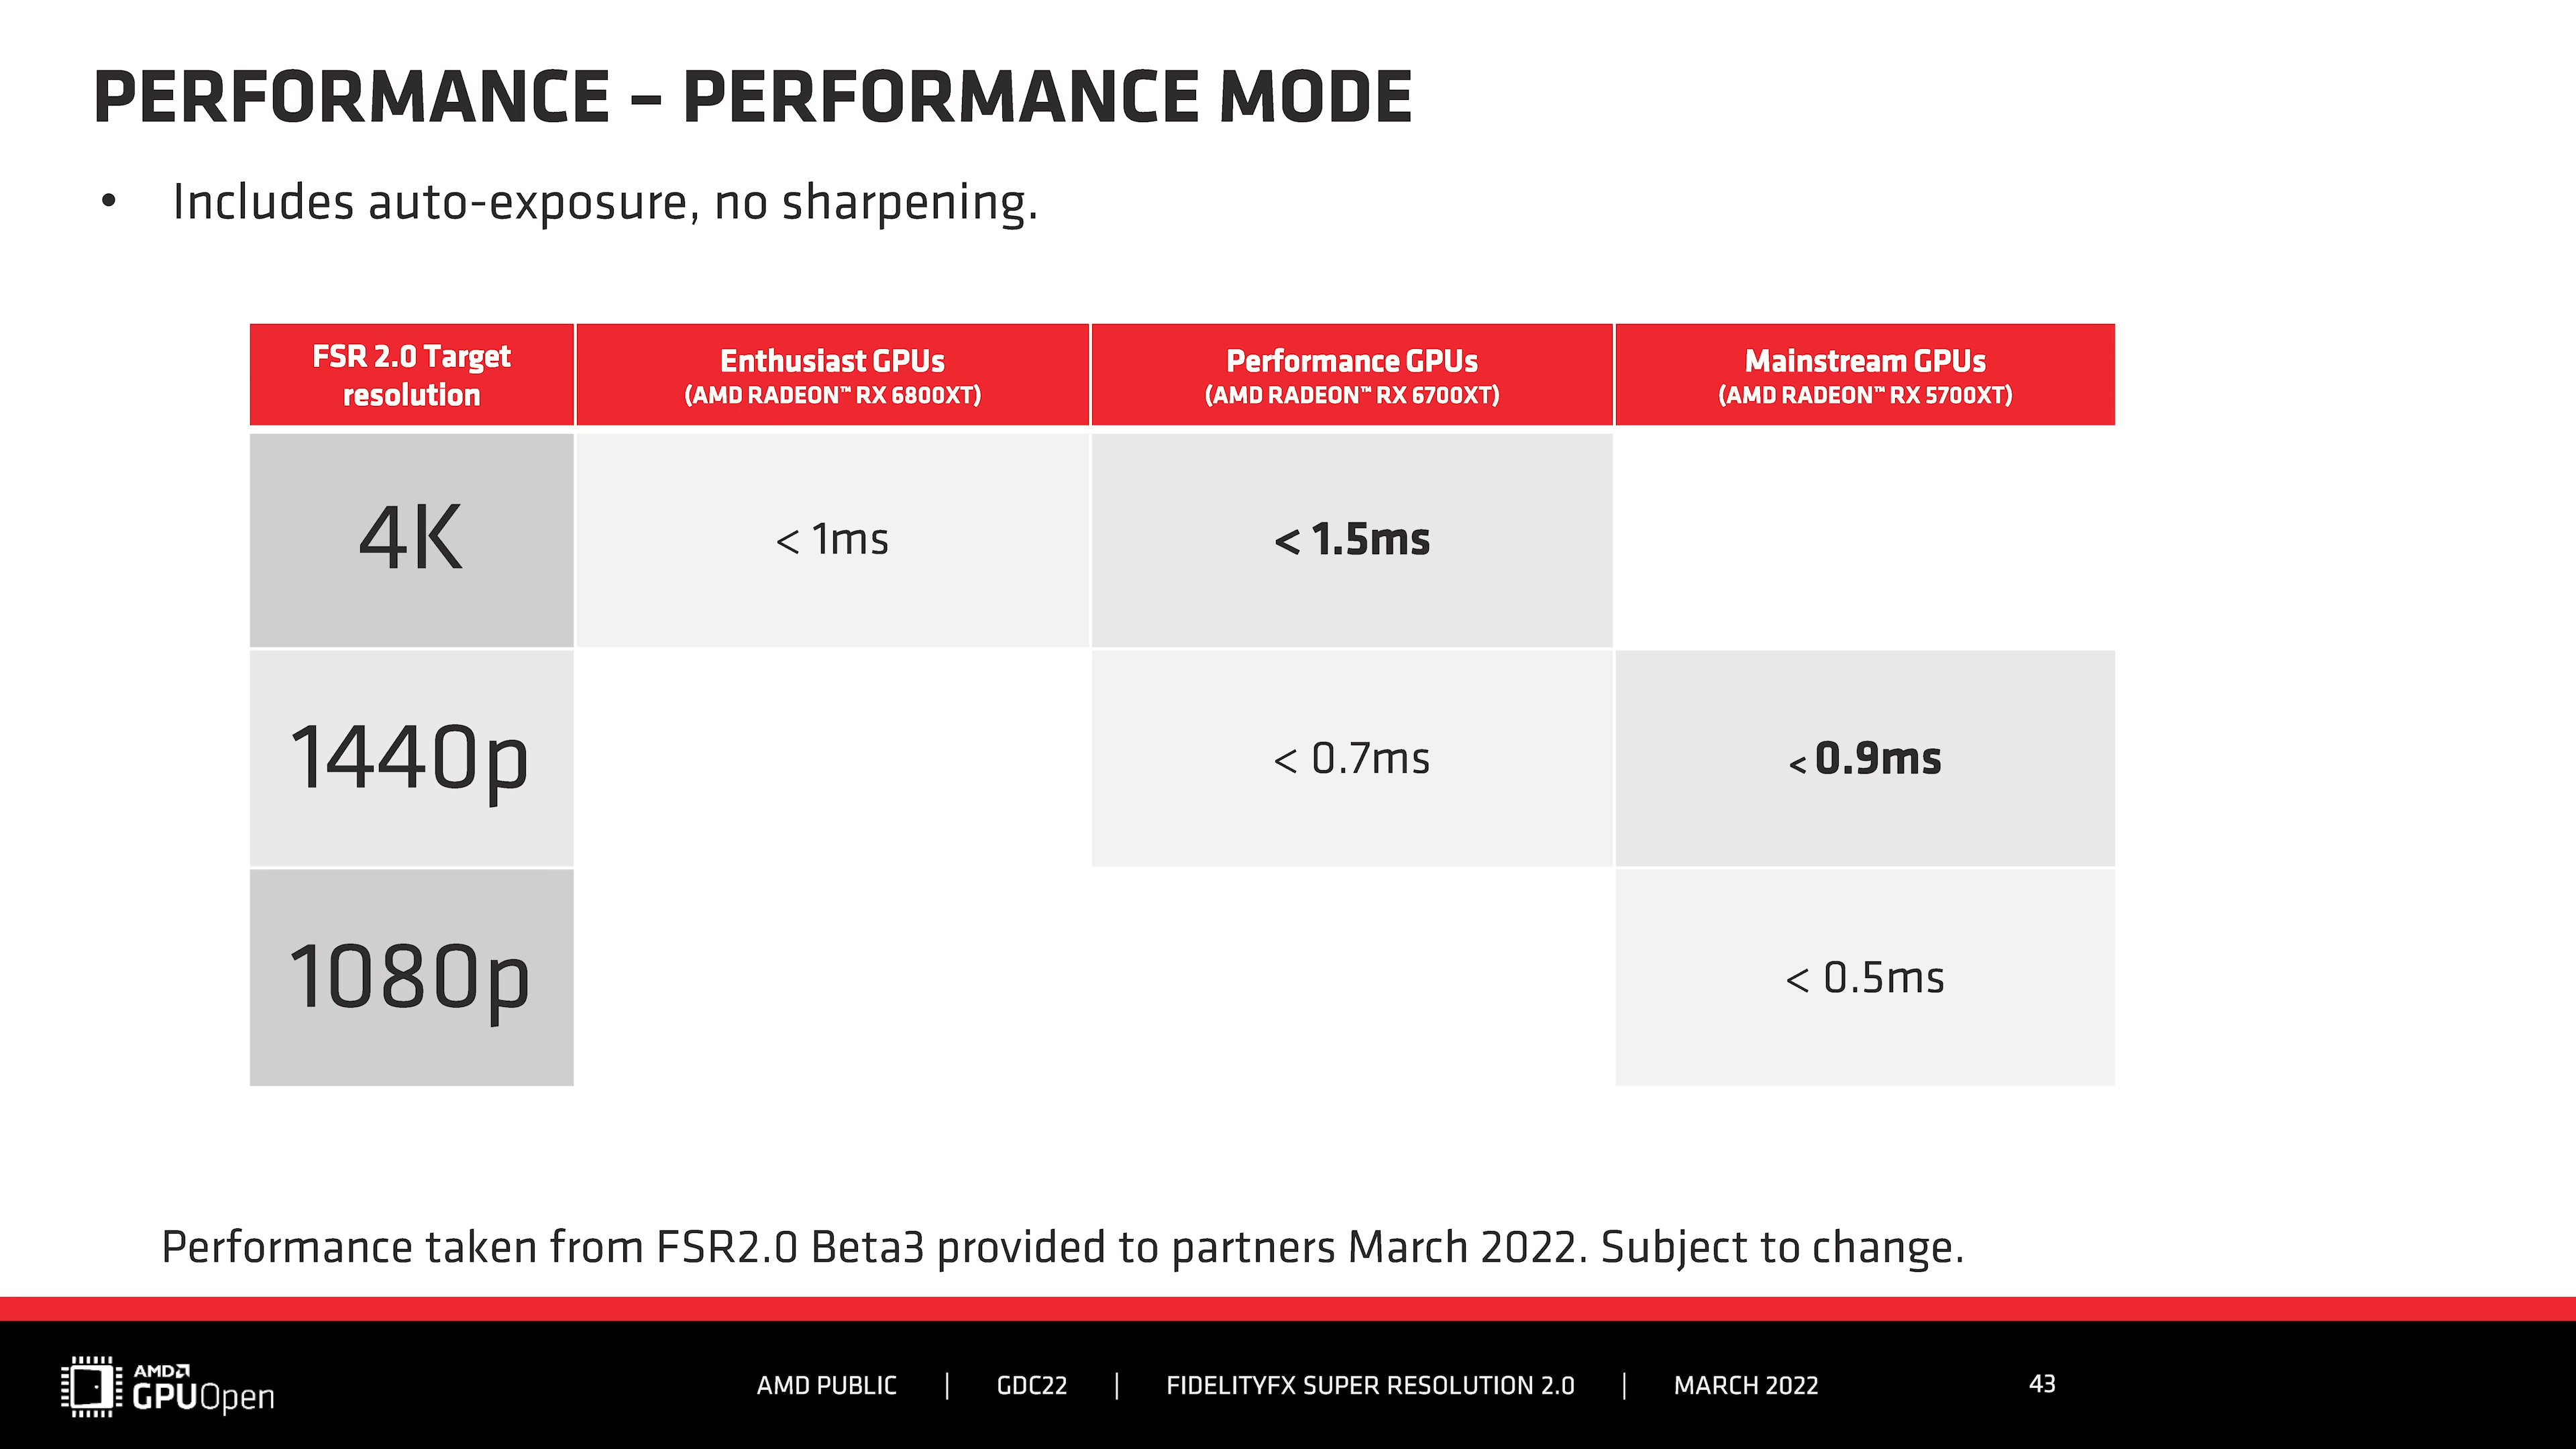 PERFORMANCE – PERFORMANCE MODE
• Includes auto-exposure, no sharpening.
FSR 2.0 Target
resolution
Enthusiast GPUs
(AMD RADEON™ RX 6800XT)
Performance GPUs
(AMD RADEON™ RX 6700XT)
Mainstream GPUs
(AMD RADEON™ RX 5700XT)
4K
< 1ms
< 1.5ms
1440p
< 0.7ms
< 0.9ms
1080p
< 0.5ms
Performance taken from FSR2.0 Beta3 provided to partners March 2022. Subject to change.
AMD
GPUOpen
AMD PUBLIC | GDC22 | FIDELITYFX SUPER RESOLUTION 2.0 | MARCH 2022
43